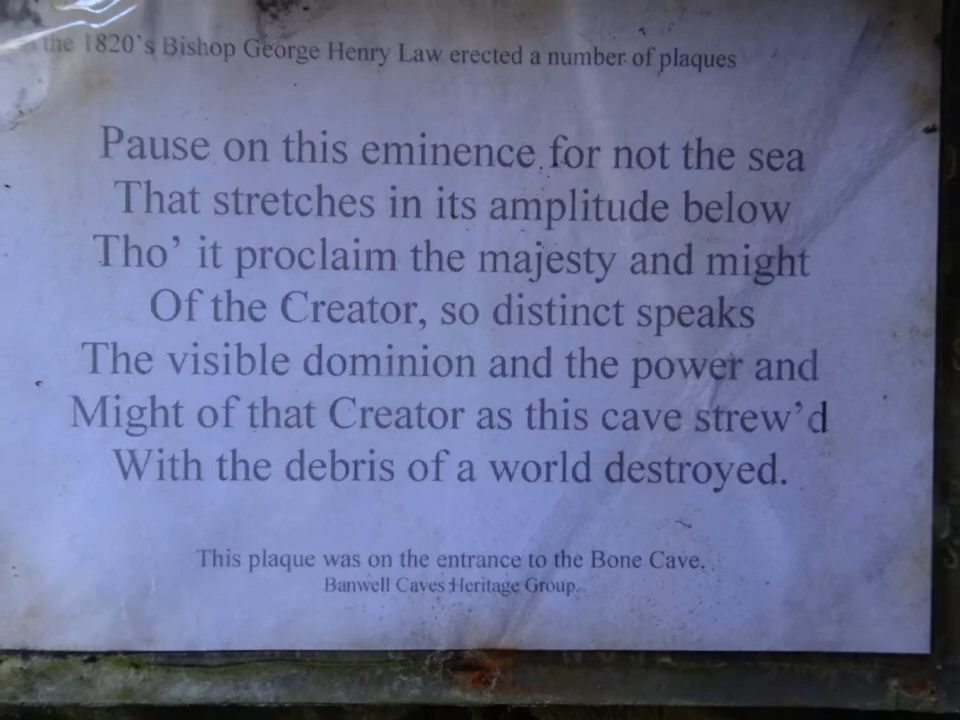 the 1820's Bishop George Henry Law erected a number of plaques
Pause on this eminence for not the sea
That stretches in its amplitude below
Tho' it proclaim the majesty and might
Of the Creator, so distinct speaks
The visible dominion and the power and
Might of that Creator as this cave strew'd
With the debris of a world destroyed.
This plaque was on the entrance to the Bone Cave.
Banwell Caves Heritage Group.